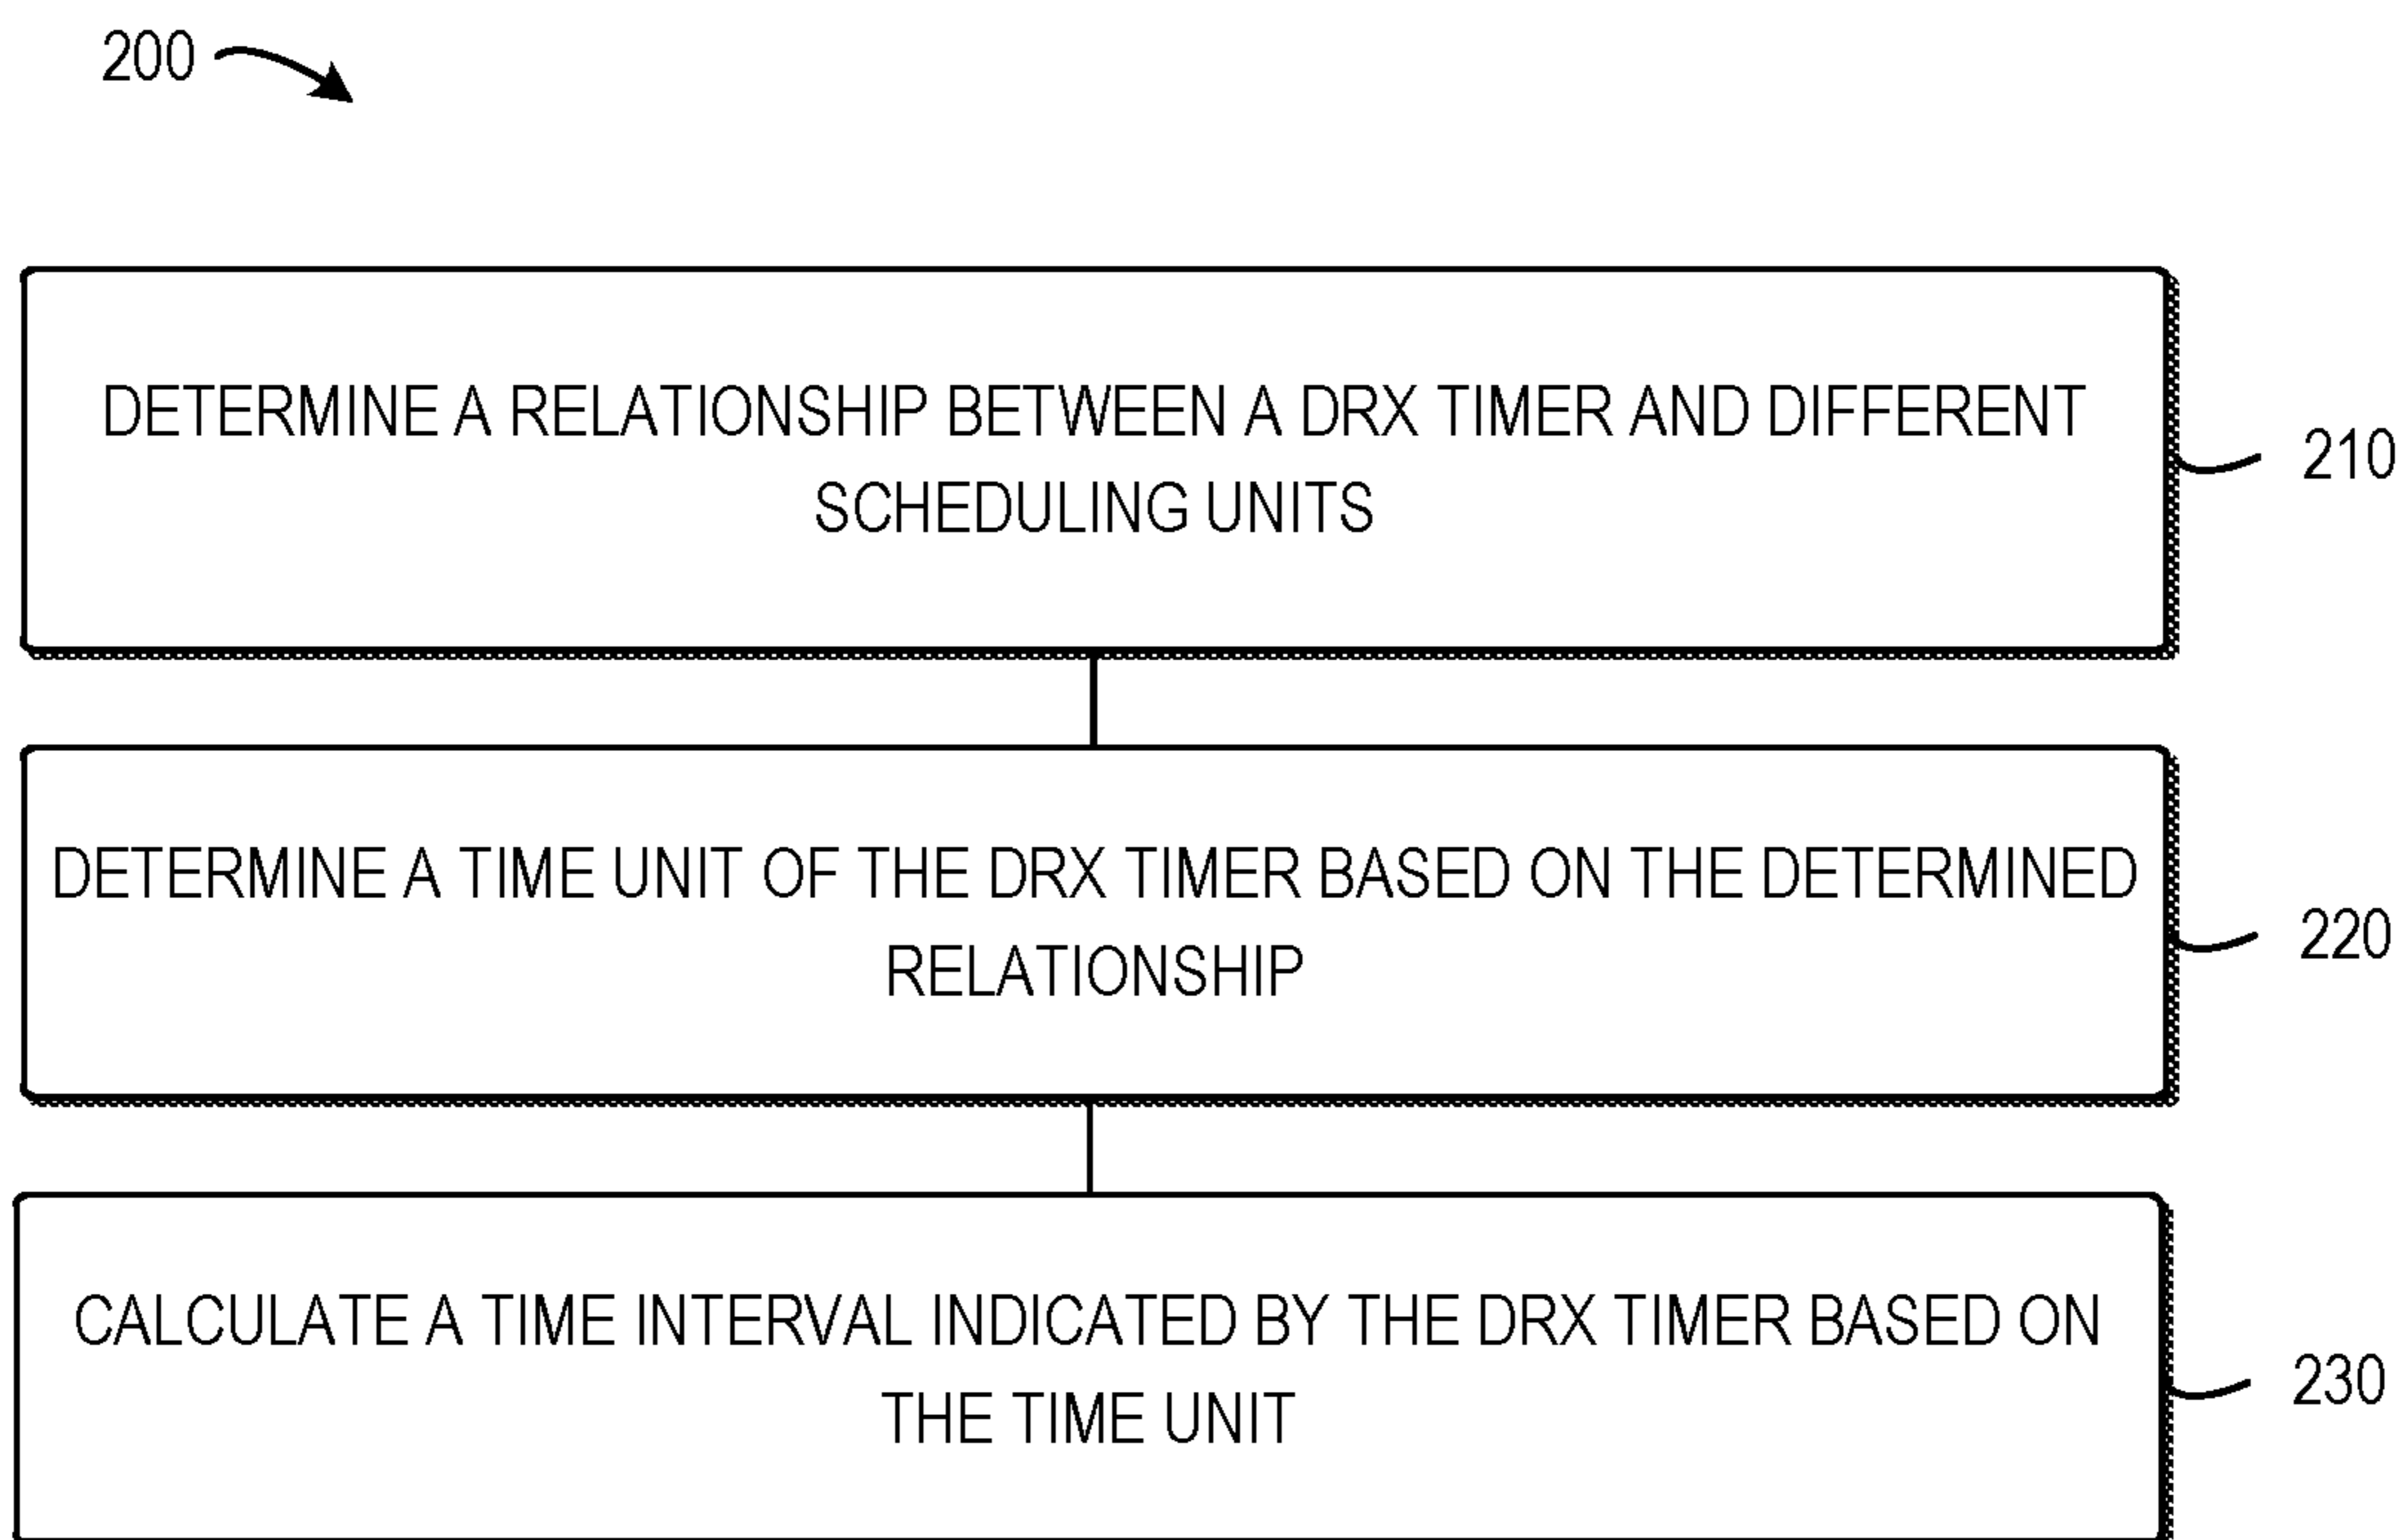 200
DETERMINE A RELATIONSHIP BETWEEN A DRX TIMER AND DIFFERENT
SCHEDULING UNITS
210
DETERMINE A TIME UNIT OF THE DRX TIMER BASED ON THE DETERMINED
RELATIONSHIP
220
CALCULATE A TIME INTERVAL INDICATED BY THE DRX TIMER BASED ON
THE TIME UNIT
230